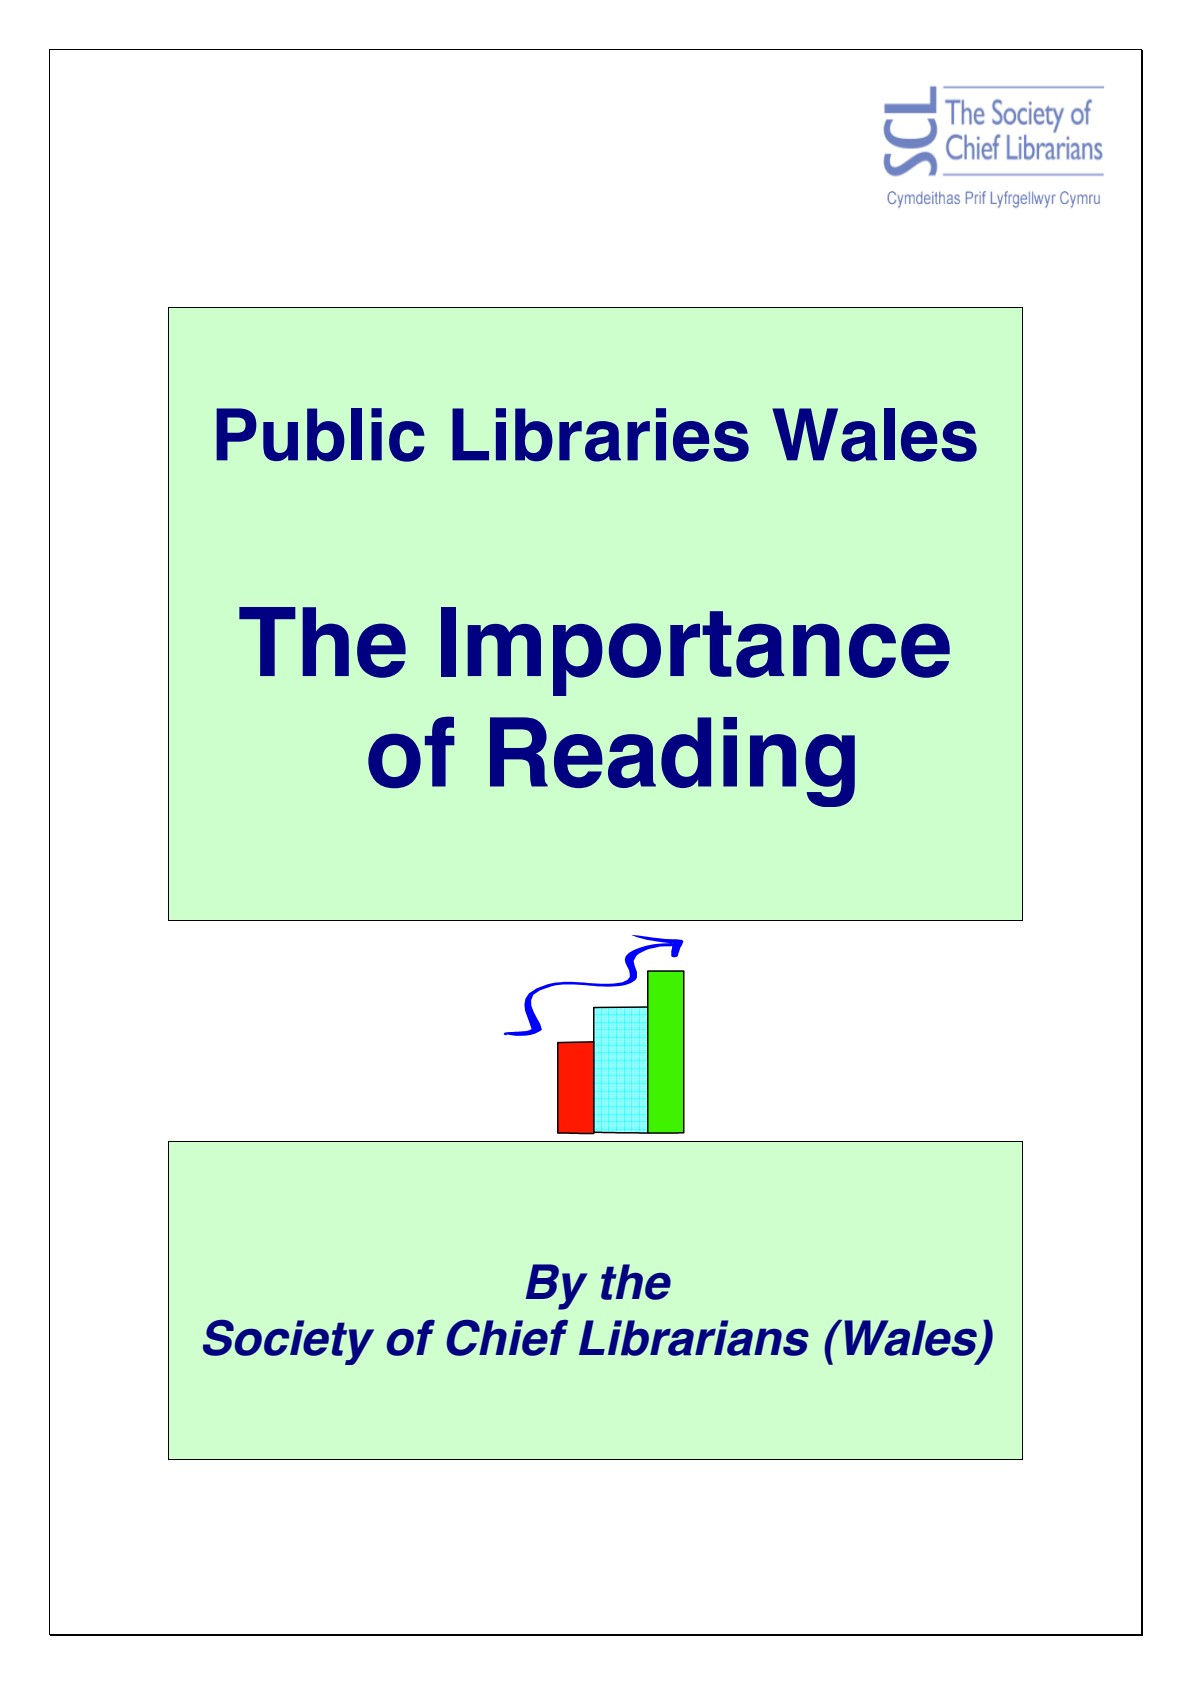 SCL
The Society of
Chief Librarians
Cymdeithas Prif Lyfrgellwyr Cymru
Public Libraries Wales
The Importance
of Reading
By the
Society of Chief Librarians (Wales)